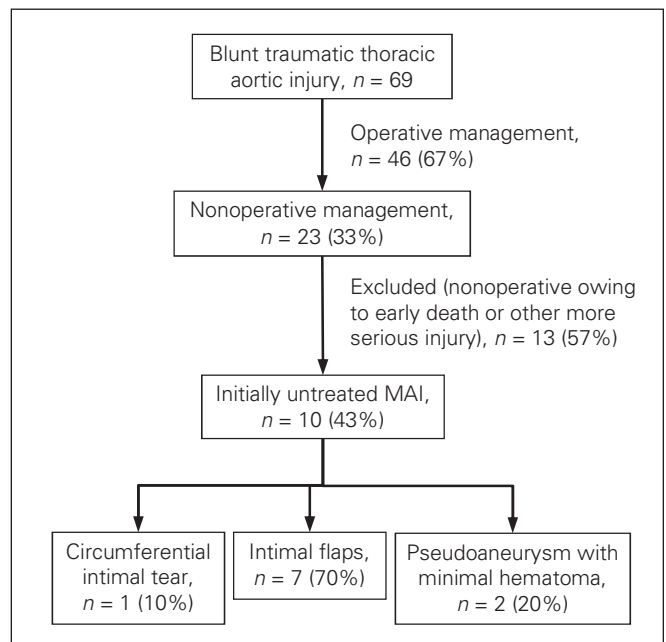 Blunt traumatic thoracic
aortic injury, n = 69
Operative management,
n = 46 (67%)
Nonoperative management,
n = 23 (33%)
Excluded (nonoperative owing
to early death or other more
serious injury), n = 13 (57%)
Initially untreated MAI,
n = 10 (43%)
Circumferential
intimal tear,
n = 1 (10%)
Intimal flaps,
n = 7 (70%)
Pseudoaneurysm with
minimal hematoma,
n = 2 (20%)